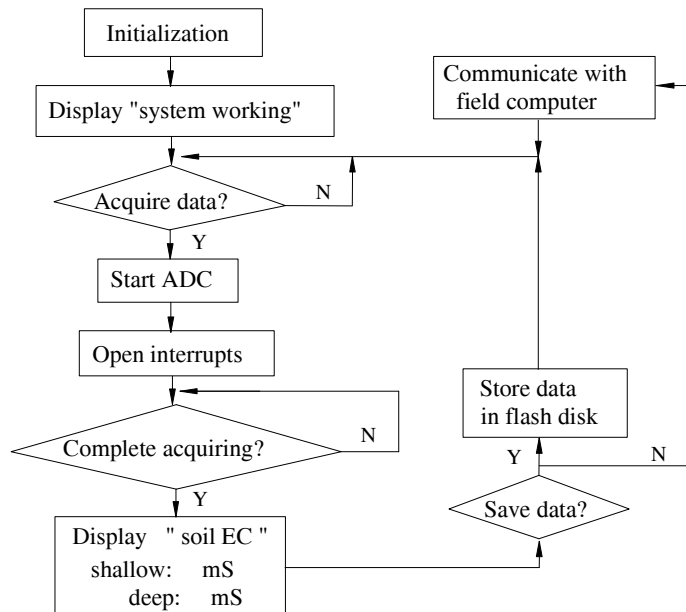 Initialization
Display "system working"
Acquire data?
N
Y
Start ADC
Open interrupts
Complete acquiring?
N
Y
Display " soil EC "
shallow: mS
deep: mS
Communicate with
field computer
Store data
in flash disk
Y
N
Save data?